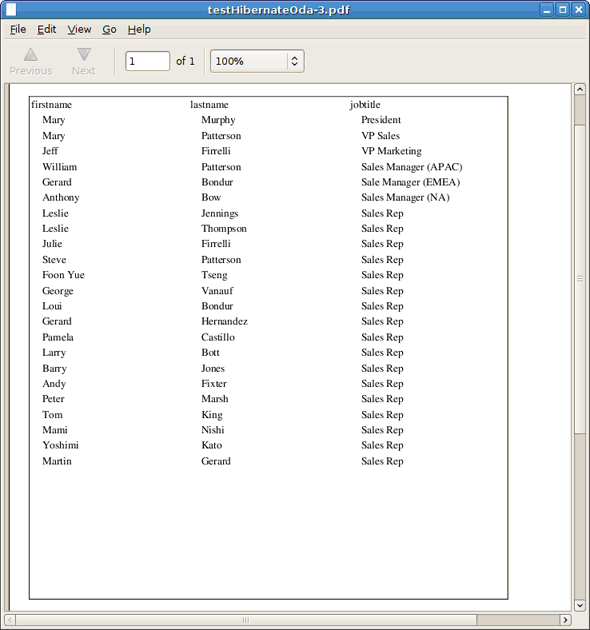 testHibernateOda-3.pdf
File Edit View Go Help
Previous Next 1 of 1 100%
firstname lastname jobtitle
Mary Murphy President
Mary Patterson VP Sales
Jeff Firrelli VP Marketing
William Patterson Sales Manager (APAC)
Gerard Bondur Sale Manager (EMEA)
Anthony Bow Sales Manager (NA)
Leslie Jennings Sales Rep
Leslie Thompson Sales Rep
Julie Firrelli Sales Rep
Steve Patterson Sales Rep
Foon Yue Tseng Sales Rep
George Vanauf Sales Rep
Loui Bondur Sales Rep
Gerard Hernandez Sales Rep
Pamela Castillo Sales Rep
Larry Bott Sales Rep
Barry Jones Sales Rep
Andy Fixter Sales Rep
Peter Marsh Sales Rep
Tom King Sales Rep
Mami Nishi Sales Rep
Yoshimi Kato Sales Rep
Martin Gerard Sales Rep